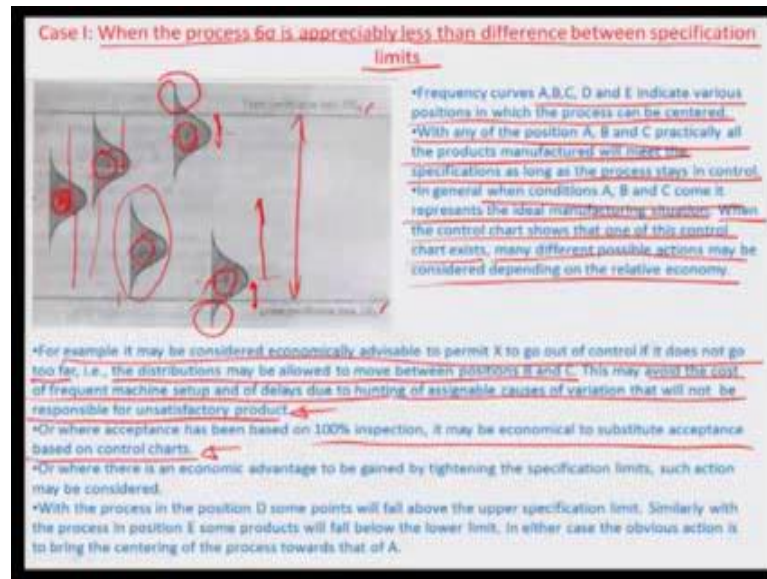 Case I: When the process 6σ is appreciably less than difference between specification
limits
•Frequency curves A,B,C, D and E indicate various
positions in which the process can be centered.
•With any of the position A, B and C practically all
the products manufactured will meet the
specifications as long as the process stays in control.
•In general when conditions A, B and C come it
represents the ideal manufacturing situation. When
the control chart shows that one of this control
chart exists, many different possible actions may be
considered depending on the relative economy.
•For example it may be considered economically advisable to permit X to go out of control if it does not go
too far, i.e., the distributions may be allowed to move between positions B and C. This may avoid the cost
of frequent machine setup and of delays due to hunting of assignable causes of variation that will not be
responsible for unsatisfactory product.
•Or where acceptance has been based on 100% inspection, it may be economical to substitute acceptance
based on control charts.
•Or where there is an economic advantage to be gained by tightening the specification limits, such action
may be considered.
•With the process in the position D some points will fall above the upper specification limit. Similarly with
the process in position E some products will fall below the lower limit. In either case the obvious action is
to bring the centering of the process towards that of A.